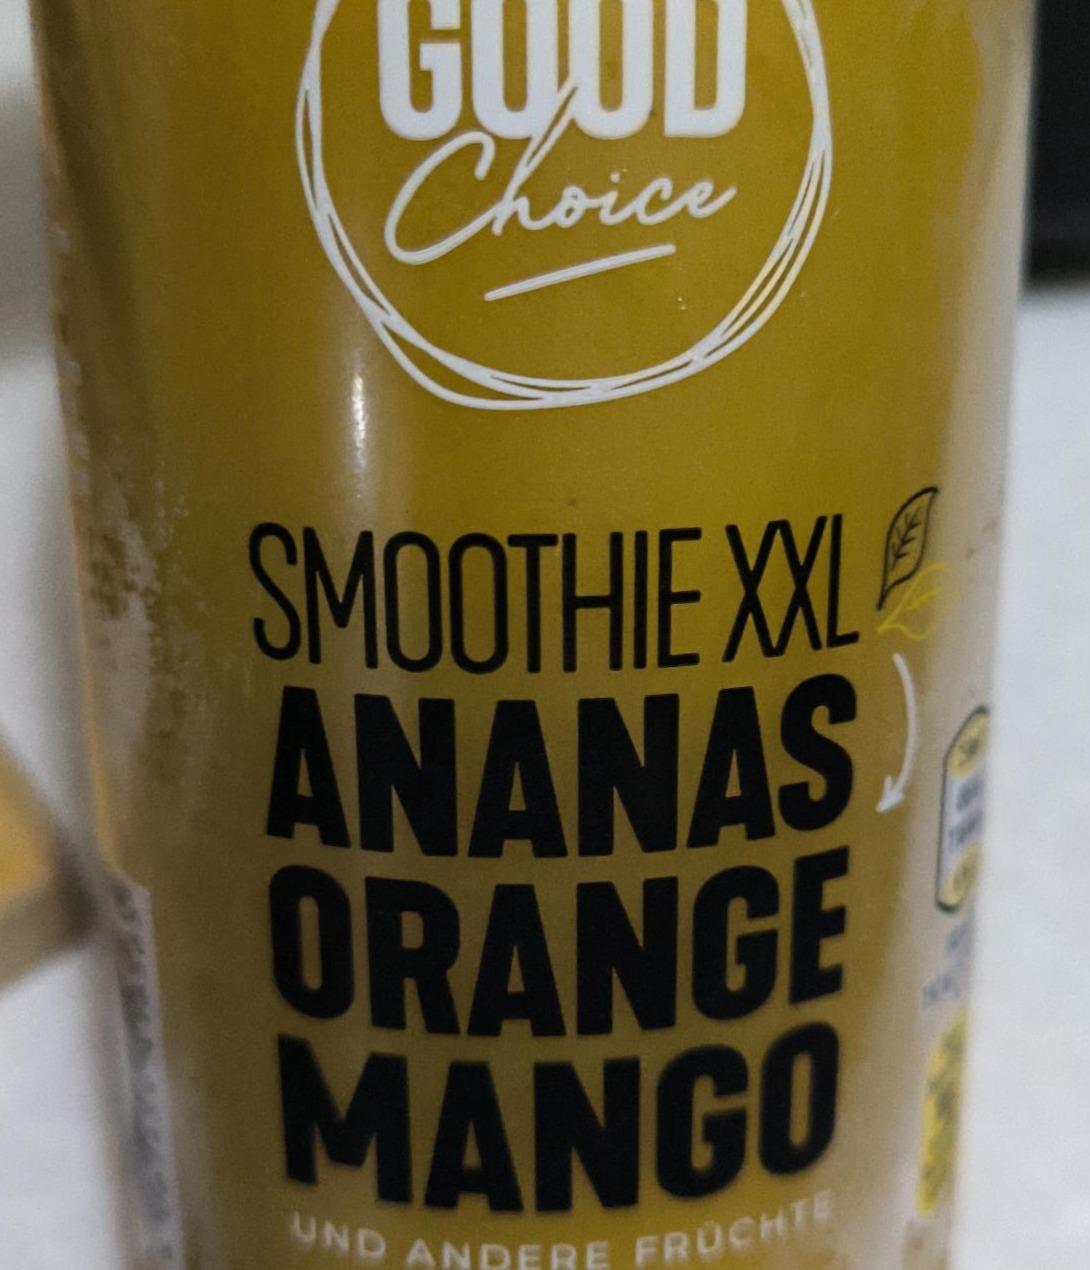 GOOD
Choice
SMOOTHIE XXL
ANANAS
ORANGE
MANGO
UND ANDERE FRÜCHTE